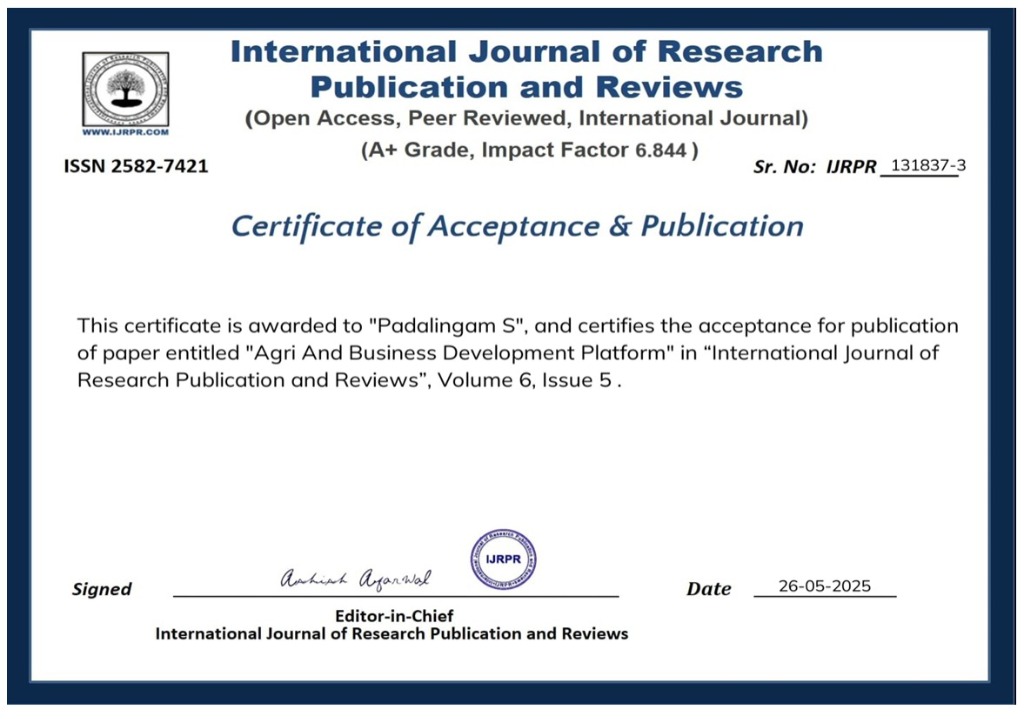 International Journal of Research
Publication and Reviews
(Open Access, Peer Reviewed, International Journal)
(A+ Grade, Impact Factor 6.844 )
WWW.IJRPR.COM
ISSN 2582-7421
Sr. No: IJRPR 131837-3
Certificate of Acceptance & Publication
This certificate is awarded to "Padalingam S", and certifies the acceptance for publication
of paper entitled "Agri And Business Development Platform" in “International Journal of
Research Publication and Reviews”, Volume 6, Issue 5 .
IJRPR
Signed
Ashish Agarwal
Date 26-05-2025
Editor-in-Chief
International Journal of Research Publication and Reviews